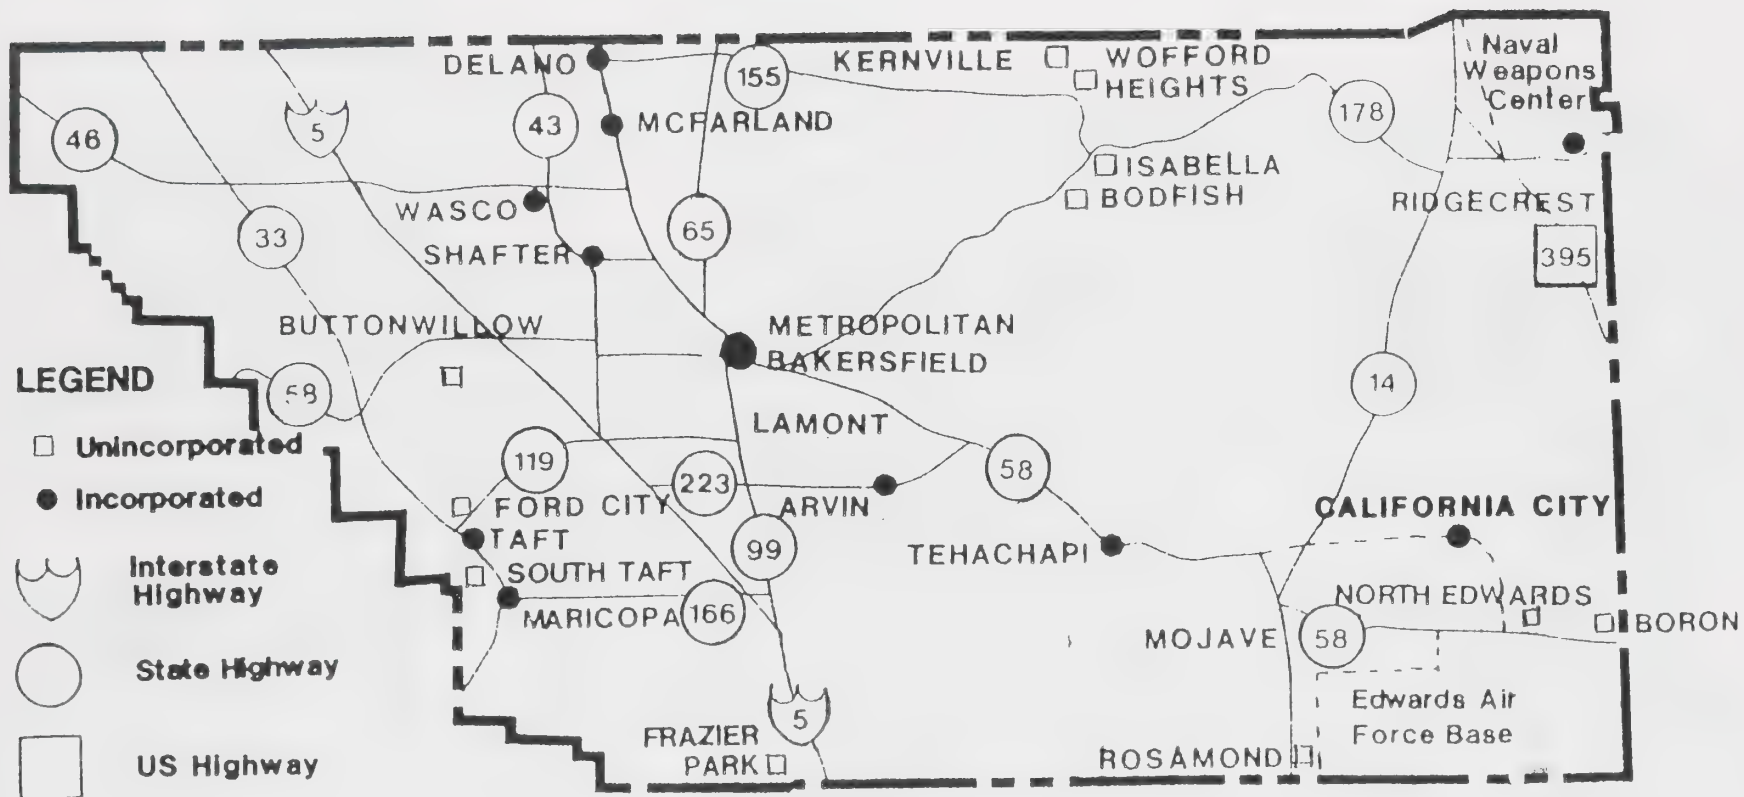 Naval
Weapons
Center
DELANO
155
KERNVILLE
WOFFORD
HEIGHTS
46
5
43
MCFARLAND
178
ISABELLA
BODFISH
WASCO
RIDGECREST
33
65
SHAFTER
395
BUTTONWILLOW
METROPOLITAN
BAKERSFIELD
LEGEND
58
14
Unincorporated
LAMONT
119
58
Incorporated
FORD CITY
223
ARVIN
CALIFORNIA CITY
TAFT
99
TEHACHAPI
Interstate
Highway
SOUTH TAFT
NORTH EDWARDS
MARICOPA
166
MOJAVE
58
BORON
State Highway
Edwards Air
Force Base
5
FRAZIER
PARK
ROSAMOND
US Highway